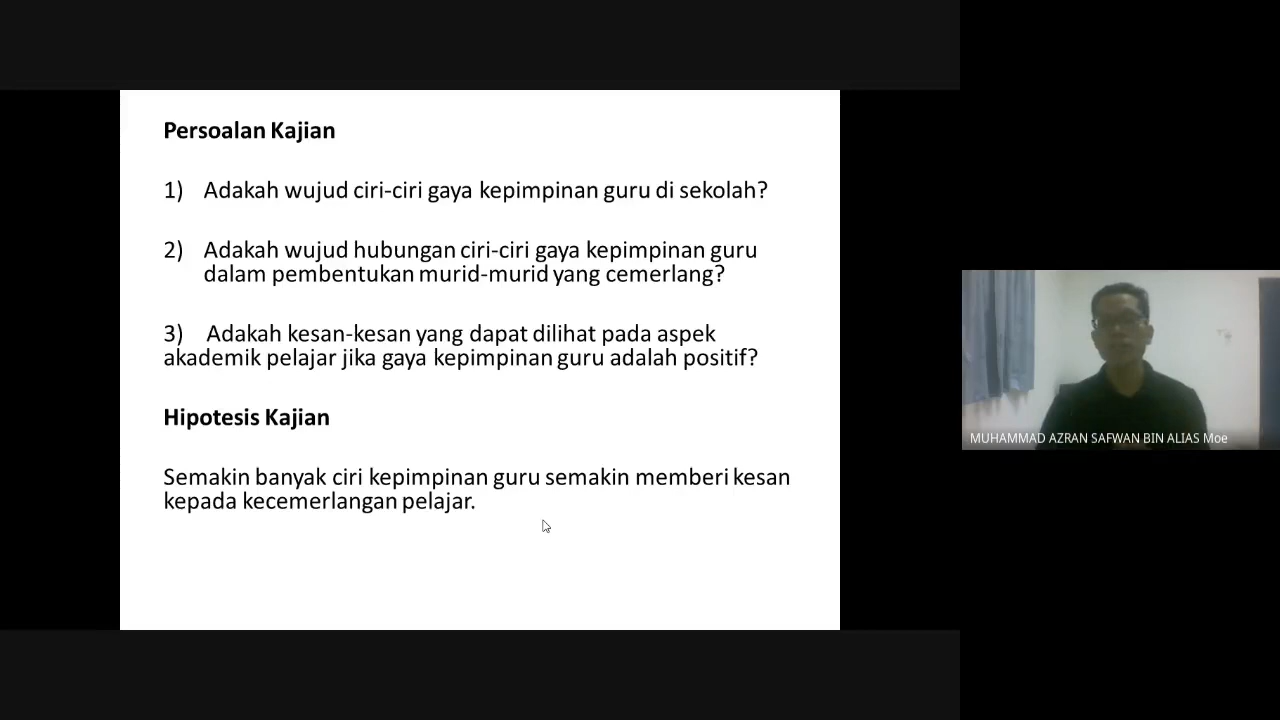 Persoalan Kajian
1) Adakah wujud ciri-ciri gaya kepimpinan guru di sekolah?
2) Adakah wujud hubungan ciri-ciri gaya kepimpinan guru
dalam pembentukan murid-murid yang cemerlang?
3) Adakah kesan-kesan yang dapat dilihat pada aspek
akademik pelajar jika gaya kepimpinan guru adalah positif?
Hipotesis Kajian
Semakin banyak ciri kepimpinan guru semakin memberi kesan
kepada kecemerlangan pelajar.
MUHAMMAD AZRAN SAFWAN BIN ALIAS Moe